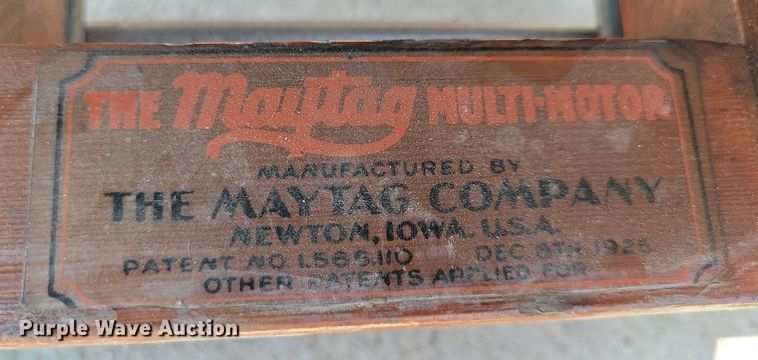 THE Maytag MULTI-MOTOR
MANUFACTURED BY
THE MAYTAG COMPANY
NEWTON, IOWA. U.S.A.
PATENT NO. 1,566,110 DEC. 8TH 1925
OTHER PATENTS APPLIED FOR
Purple Wave Auction